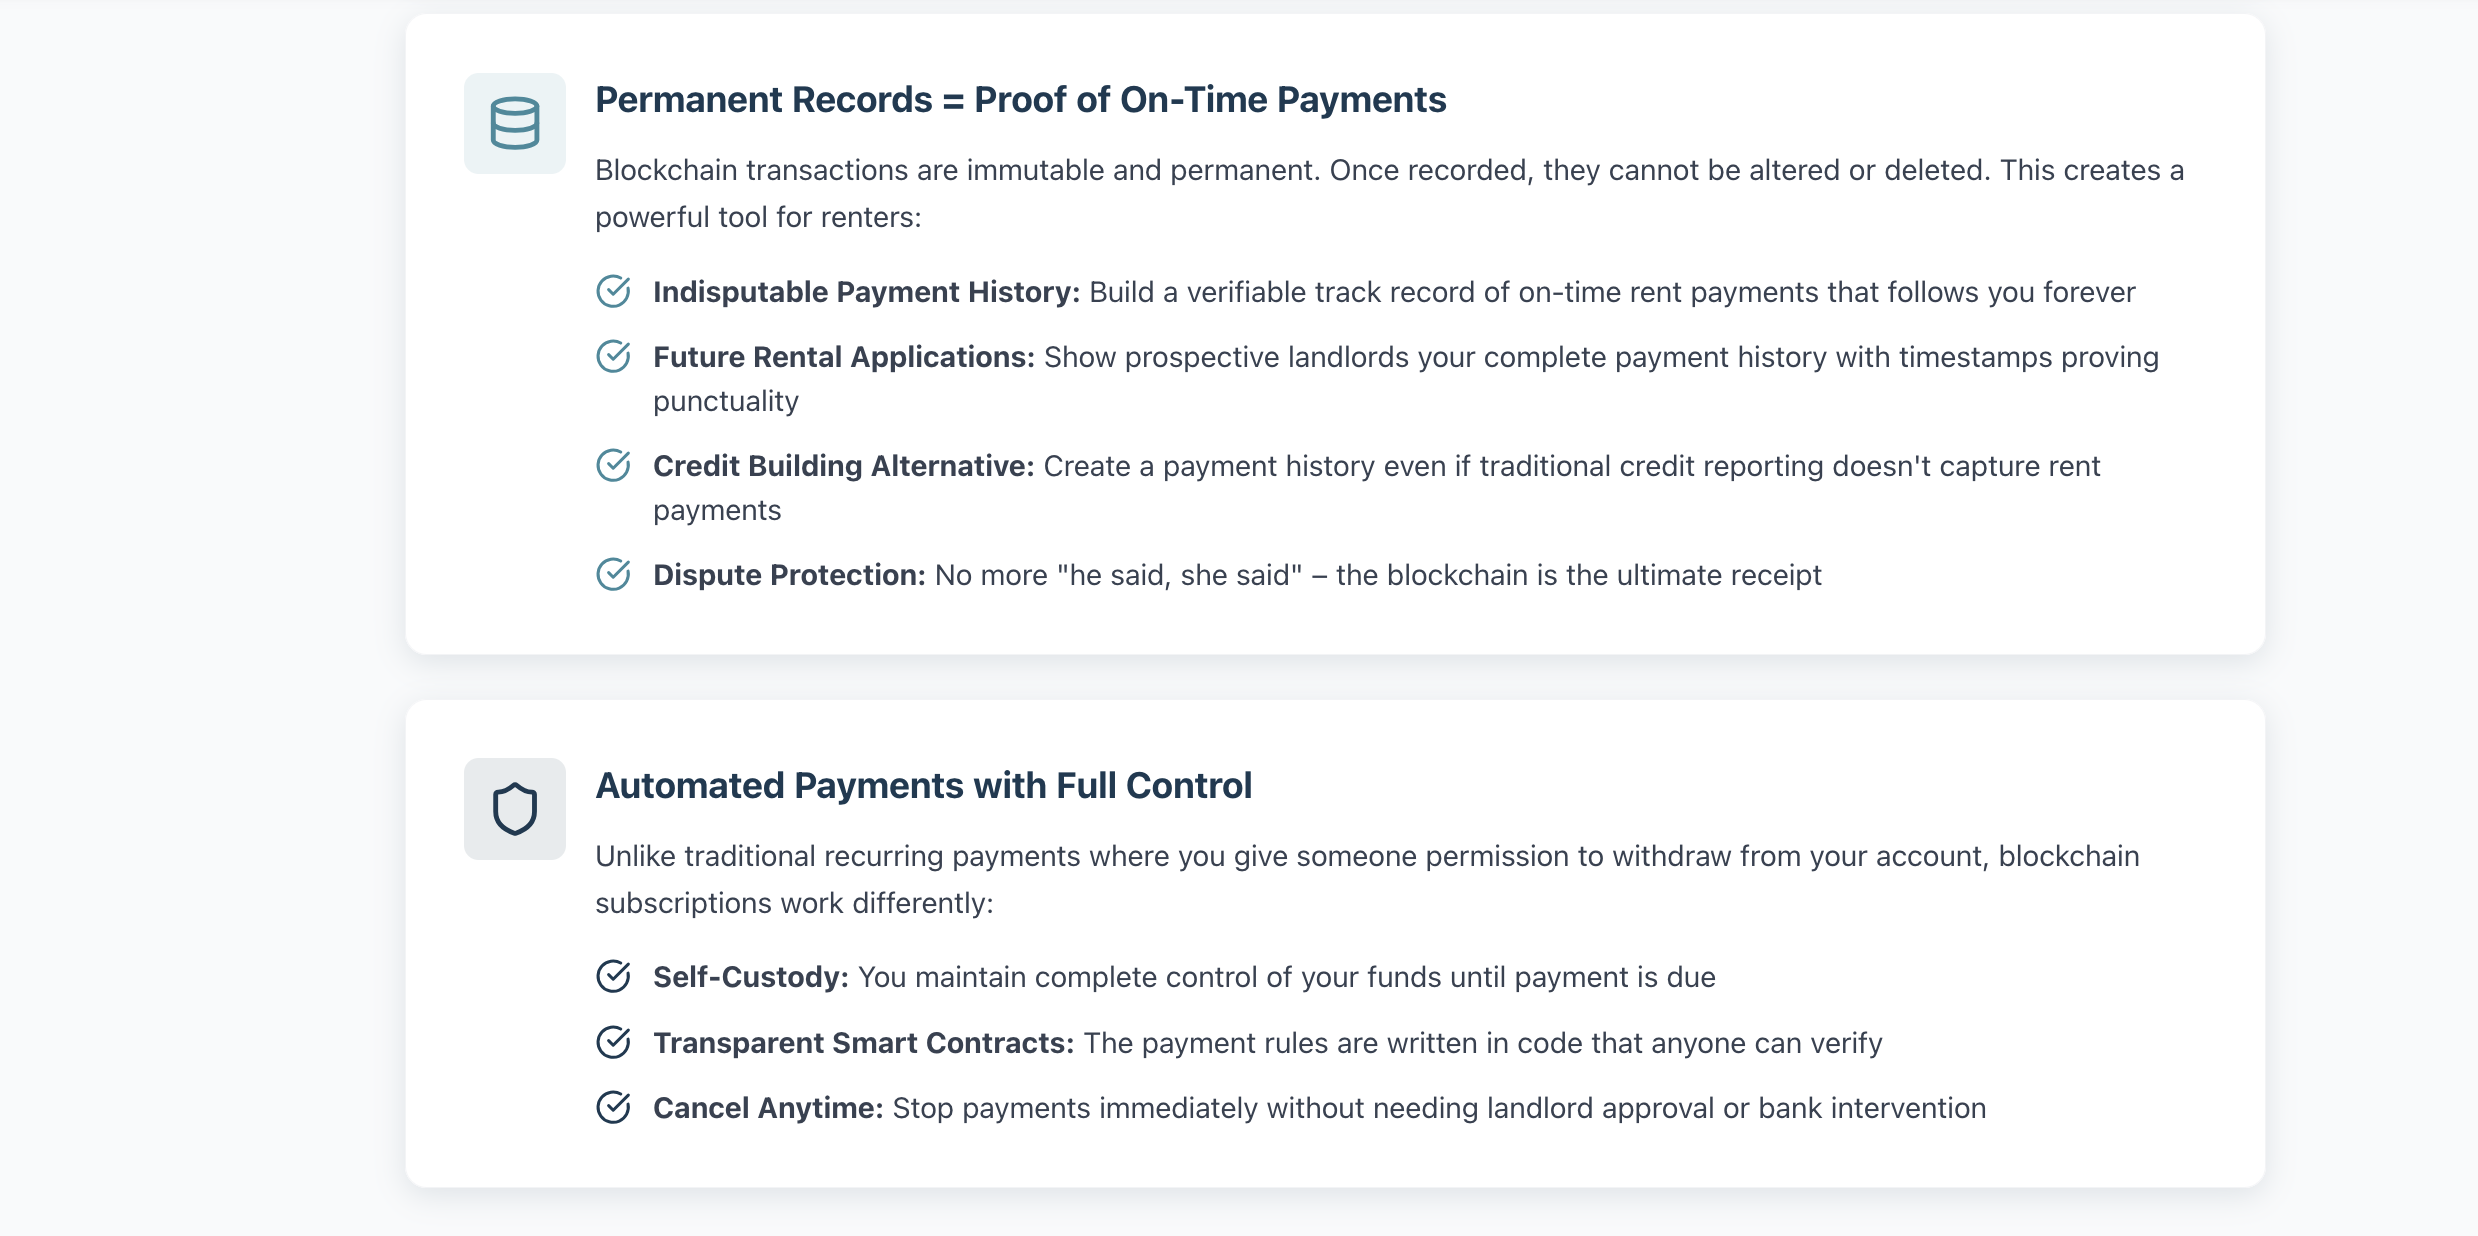 Permanent Records = Proof of On-Time Payments
Blockchain transactions are immutable and permanent. Once recorded, they cannot be altered or deleted. This creates a
powerful tool for renters:
Indisputable Payment History: Build a verifiable track record of on-time rent payments that follows you forever
Future Rental Applications: Show prospective landlords your complete payment history with timestamps proving
punctuality
Credit Building Alternative: Create a payment history even if traditional credit reporting doesn't capture rent
payments
Dispute Protection: No more "he said, she said" – the blockchain is the ultimate receipt
Automated Payments with Full Control
Unlike traditional recurring payments where you give someone permission to withdraw from your account, blockchain
subscriptions work differently:
Self-Custody: You maintain complete control of your funds until payment is due
Transparent Smart Contracts: The payment rules are written in code that anyone can verify
Cancel Anytime: Stop payments immediately without needing landlord approval or bank intervention